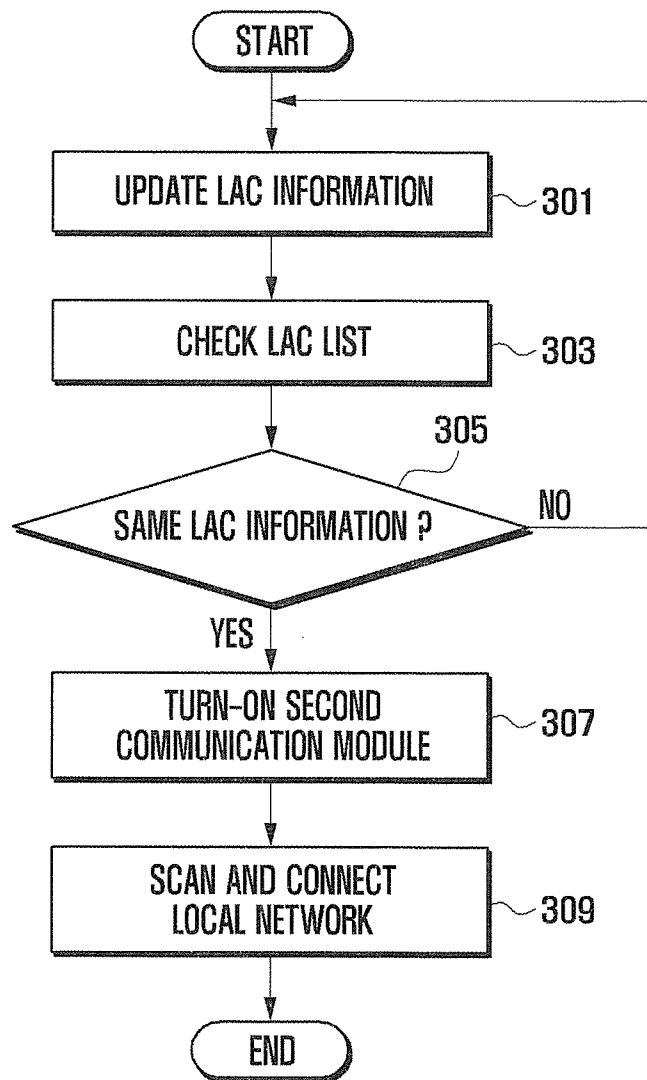 START
UPDATE LAC INFORMATION
301
CHECK LAC LIST
303
305
SAME LAC INFORMATION ?
NO
YES
TURN-ON SECOND
COMMUNICATION MODULE
307
SCAN AND CONNECT
LOCAL NETWORK
309
END